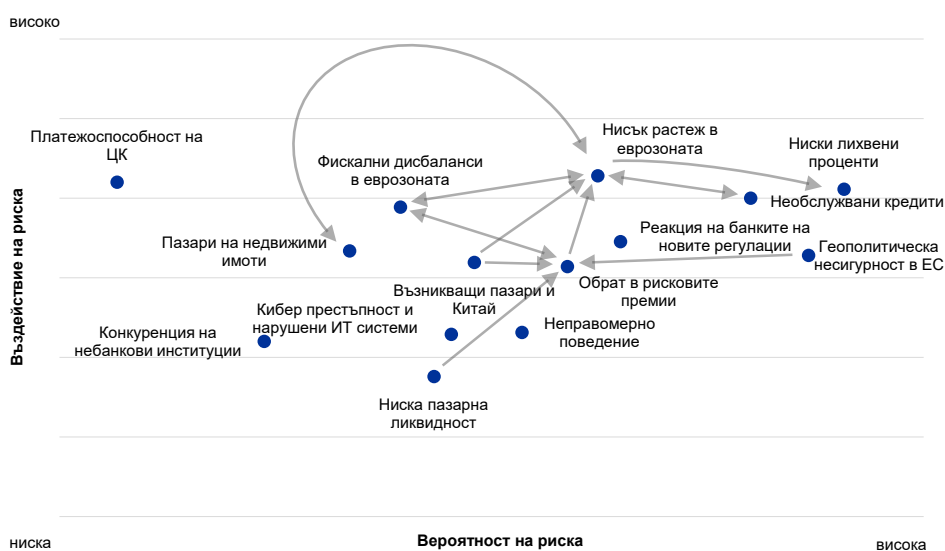 високо
Платежоспособност на
ЦК
Нисък растеж в
еврозоната
Ниски лихвени
проценти
Фискални дисбаланси
в еврозоната
Необслужвани кредити
Пазари на недвижими
имоти
Реакция на банките на
новите регулации
Геополитическа
несигурност в ЕС
Възникващи пазари и
Китай
Обрат в рисковите
премии
Кибер престъпност и
нарушени ИТ системи
Неправомерно
поведение
Конкуренция на
небанкови институции
Ниска пазарна
ликвидност
Въздействие на риска
ниска
Вероятност на риска
висока